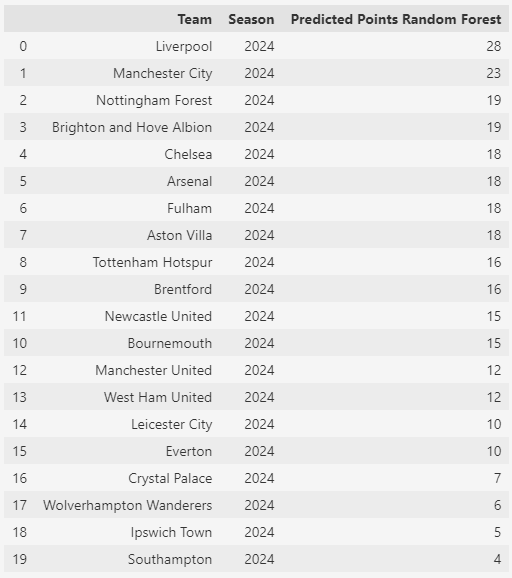 Team Season Predicted Points Random Forest
0 Liverpool 2024 28
1 Manchester City 2024 23
2 Nottingham Forest 2024 19
3 Brighton and Hove Albion 2024 19
4 Chelsea 2024 18
5 Arsenal 2024 18
6 Fulham 2024 18
7 Aston Villa 2024 18
8 Tottenham Hotspur 2024 16
9 Brentford 2024 16
11 Newcastle United 2024 15
10 Bournemouth 2024 15
12 Manchester United 2024 12
13 West Ham United 2024 12
14 Leicester City 2024 10
15 Everton 2024 10
16 Crystal Palace 2024 7
17 Wolverhampton Wanderers 2024 6
18 Ipswich Town 2024 5
19 Southampton 2024 4